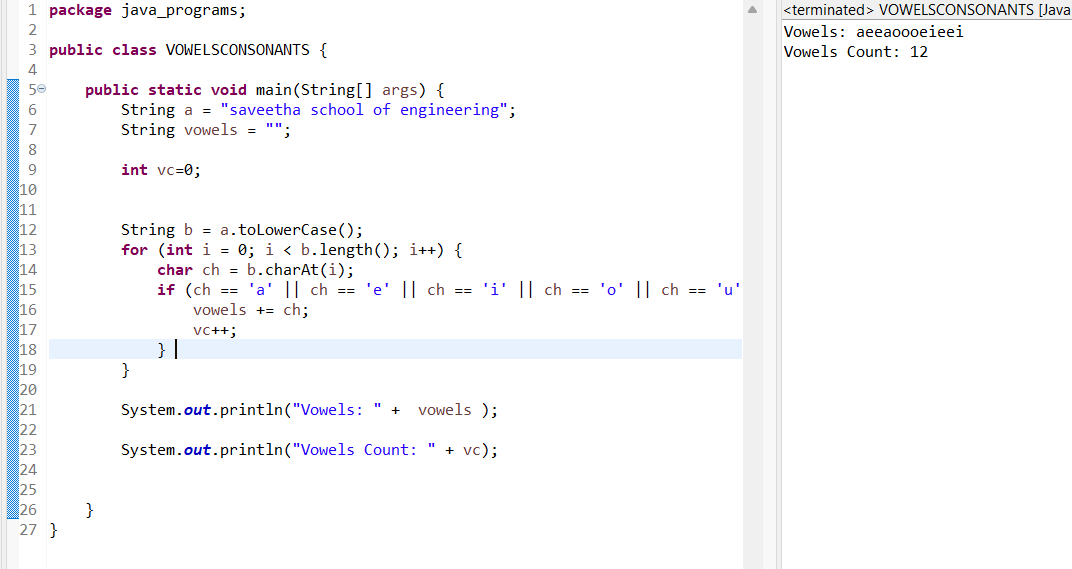 1 package java_programs;
2
3 public class VOWELSCONSONANTS {
4
5 public static void main(String[] args) {
6 String a = "saveetha school of engineering";
7 String vowels = "";
8
9 int vc=0;
10
11
12 String b = a.toLowerCase();
13 for (int i = 0; i < b.length(); i++) {
14 char ch = b.charAt(i);
15 if (ch == 'a' || ch == 'e' || ch == 'i' || ch == 'o' || ch == 'u'
16 vowels += ch;
17 vc++;
18 }
19 }
20
21 System.out.println("Vowels: " +  vowels );
22
23 System.out.println("Vowels Count: " + vc);
24
25
26 }
27 }
<terminated> VOWELSCONSONANTS [Java
Vowels: aeeaoooeieei
Vowels Count: 12